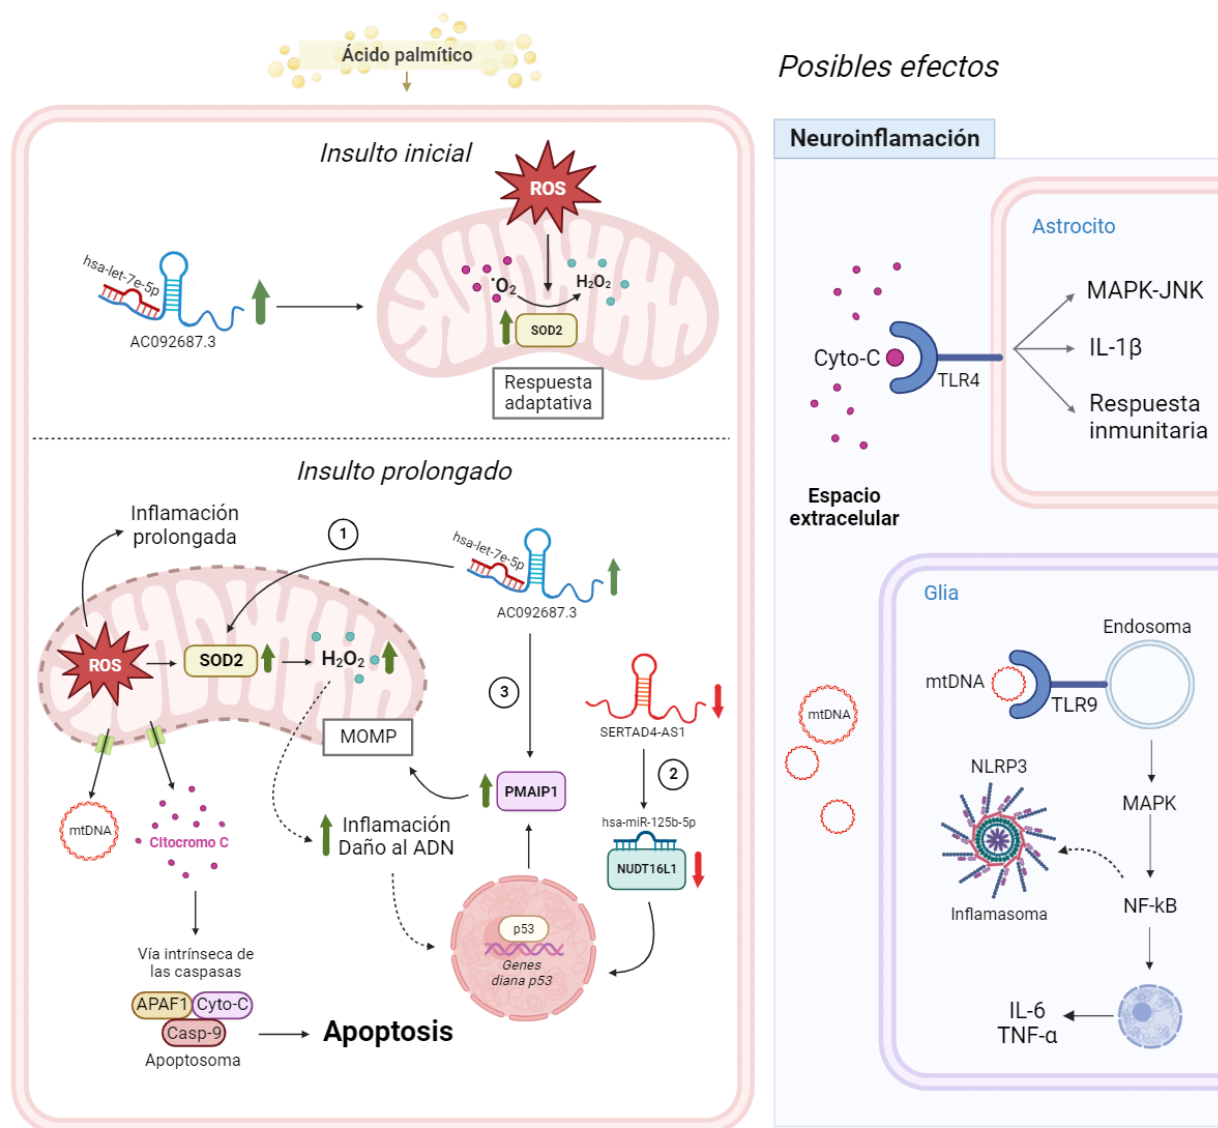 Ácido palmítico
Insulto inicial
ROS
hsa-let-7e-5p
AC092687.3
·O2
H2O2
SOD2
Respuesta
adaptativa
Insulto prolongado
Inflamación
prolongada
1
hsa-let-7e-5p
AC092687.3
ROS
SOD2
H2O2
3
SERTAD4-AS1
MOMP
2
PMAIP1
mtDNA
Citocromo C
Inflamación
Daño al ADN
hsa-miR-125b-5p
NUDT16L1
p53
Genes
diana p53
Vía intrínseca de
las caspasas
APAF1
Cyto-C
Casp-9
Apoptosoma
Apoptosis
Posibles efectos
Neuroinflamación
Astrocito
MAPK-JNK
Cyto-C
TLR4
IL-1β
Respuesta
inmunitaria
Espacio
extracelular
Glia
Endosoma
mtDNA
TLR9
mtDNA
NLRP3
MAPK
Inflamasoma
NF-kB
IL-6
TNF-α